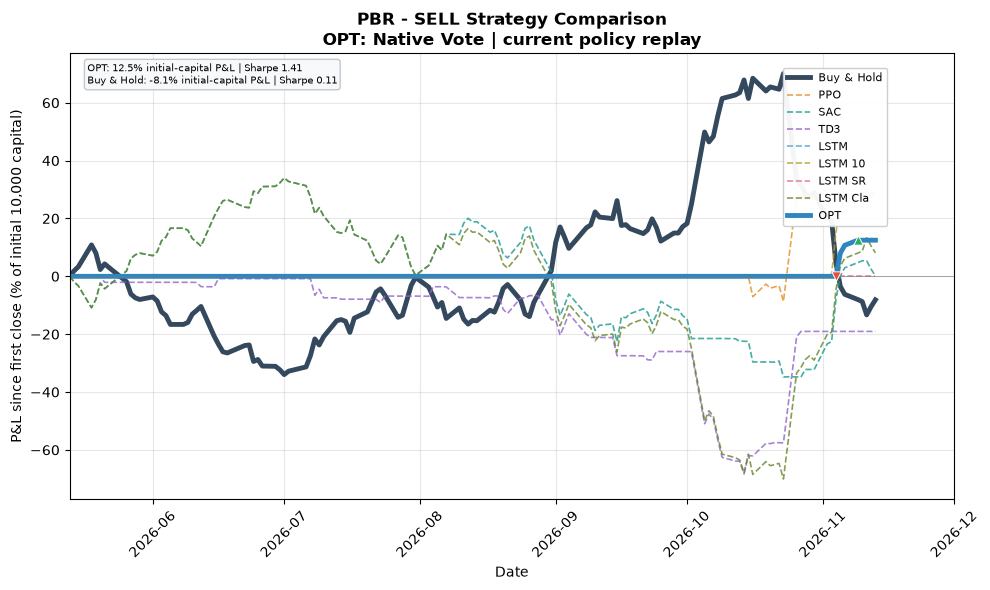 PBR - SELL Strategy Comparison
OPT: Native Vote | current policy replay
OPT: 12.5% initial-capital P&L | Sharpe 1.41
Buy & Hold: -8.1% initial-capital P&L | Sharpe 0.11
Buy & Hold
PPO
SAC
TD3
LSTM
LSTM 10
LSTM SR
LSTM Cla
OPT
P&L since first close (% of initial 10,000 capital)
60
40
20
0
−20
−40
−60
2026-06
2026-07
2026-08
2026-09
2026-10
2026-11
2026-12
Date